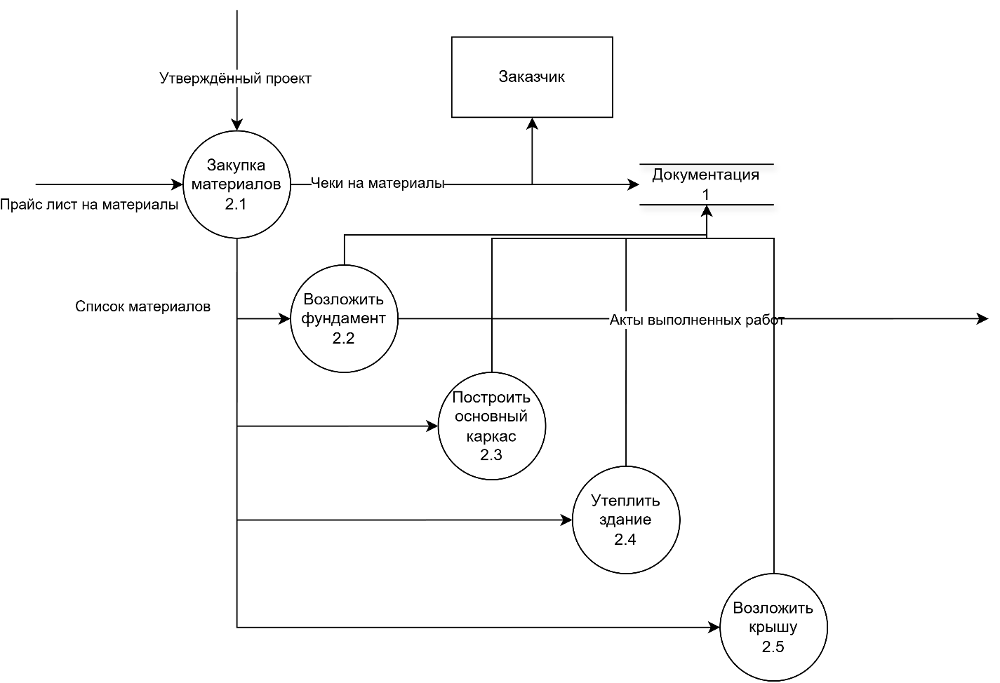 Утверждённый проект
Заказчик
Закупка
материалов
2.1
Чеки на материалы
Документация
1
Прайс лист на материалы
Список материалов
Возложить
фундамент
2.2
Акты выполненных работ
Построить
основный
каркас
2.3
Утеплить
здание
2.4
Возложить
крышу
2.5